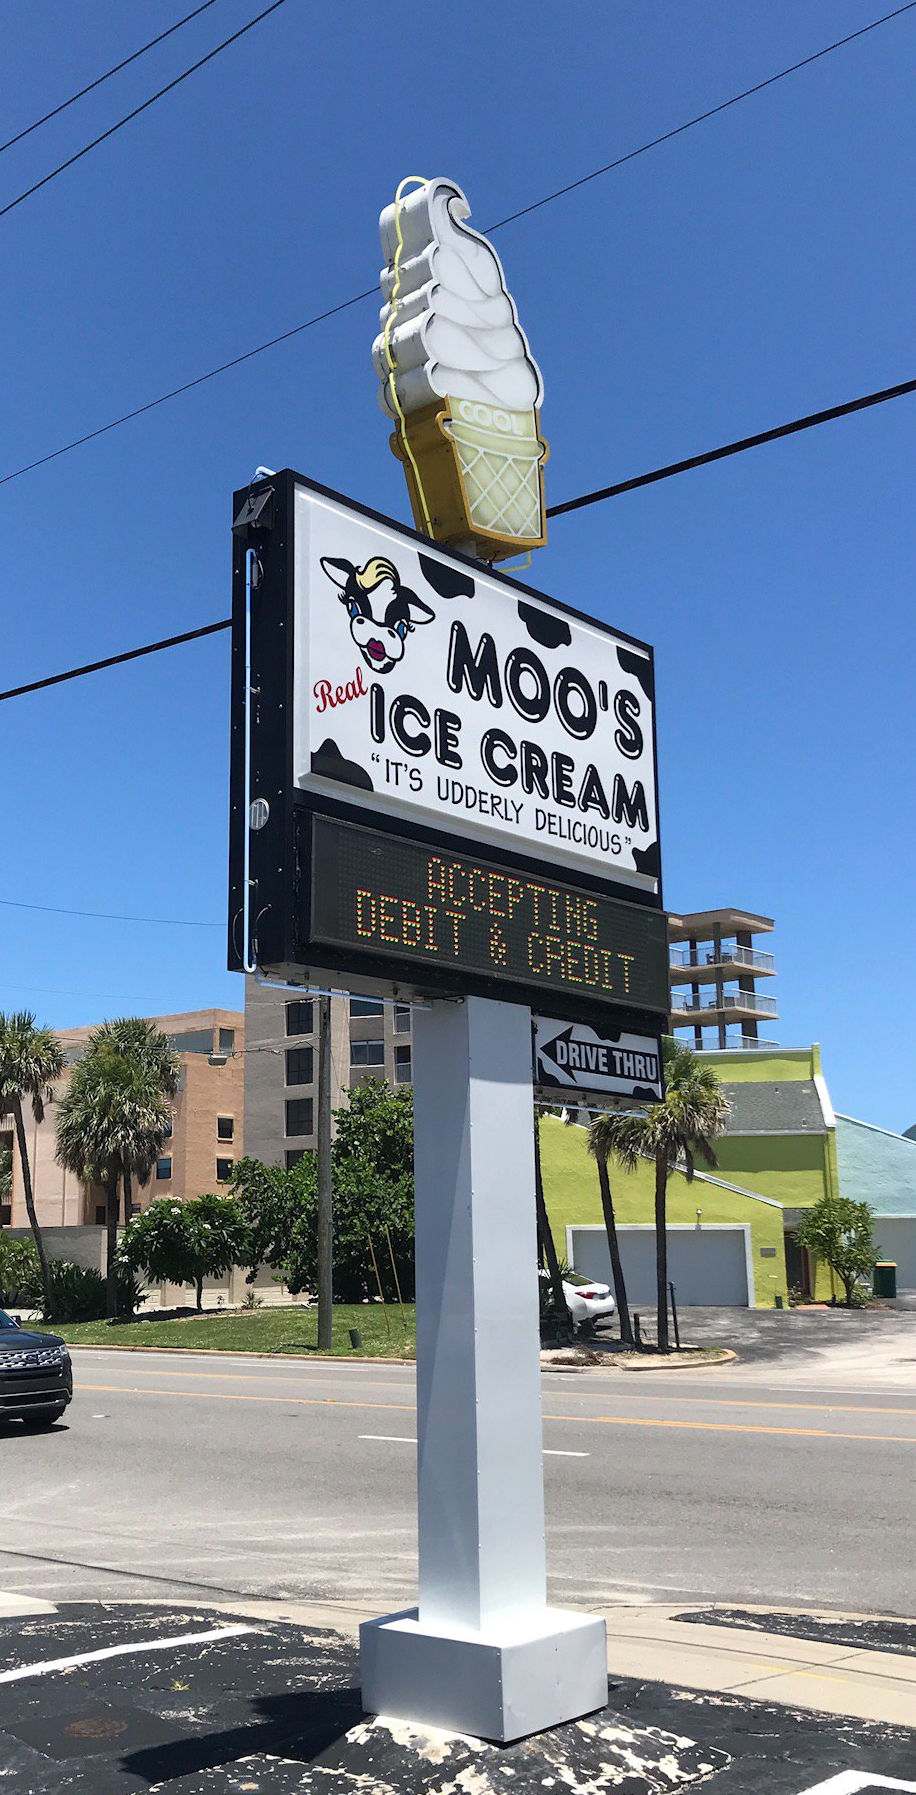 COOL
MOO'S
Real
ICE CREAM
"IT'S UDDERLY DELICIOUS"
ACCEPTING
DEBIT & CREDIT
DRIVE THRU